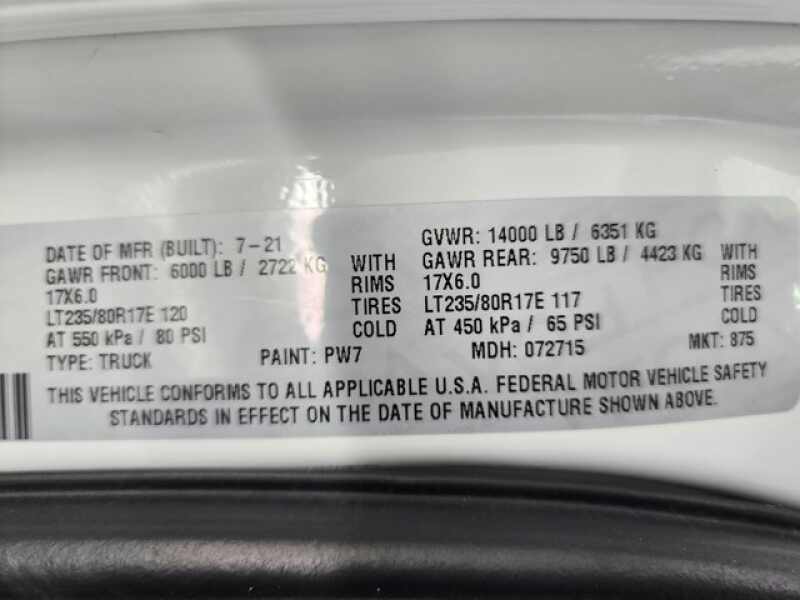 DATE OF MFR (BUILT): 7-21 GVWR: 14000 LB / 6351 KG
GAWR FRONT: 6000 LB / 2722 KG WITH GAWR REAR: 9750 LB / 4423 KG WITH
17X6.0 RIMS 17X6.0 RIMS
LT235/80R17E 120 TIRES LT235/80R17E 117 TIRES
AT 550 kPa / 80 PSI COLD AT 450 kPa / 65 PSI COLD
TYPE: TRUCK PAINT: PW7 MDH: 072715 MKT: 875
THIS VEHICLE CONFORMS TO ALL APPLICABLE U.S.A. FEDERAL MOTOR VEHICLE SAFETY
STANDARDS IN EFFECT ON THE DATE OF MANUFACTURE SHOWN ABOVE.